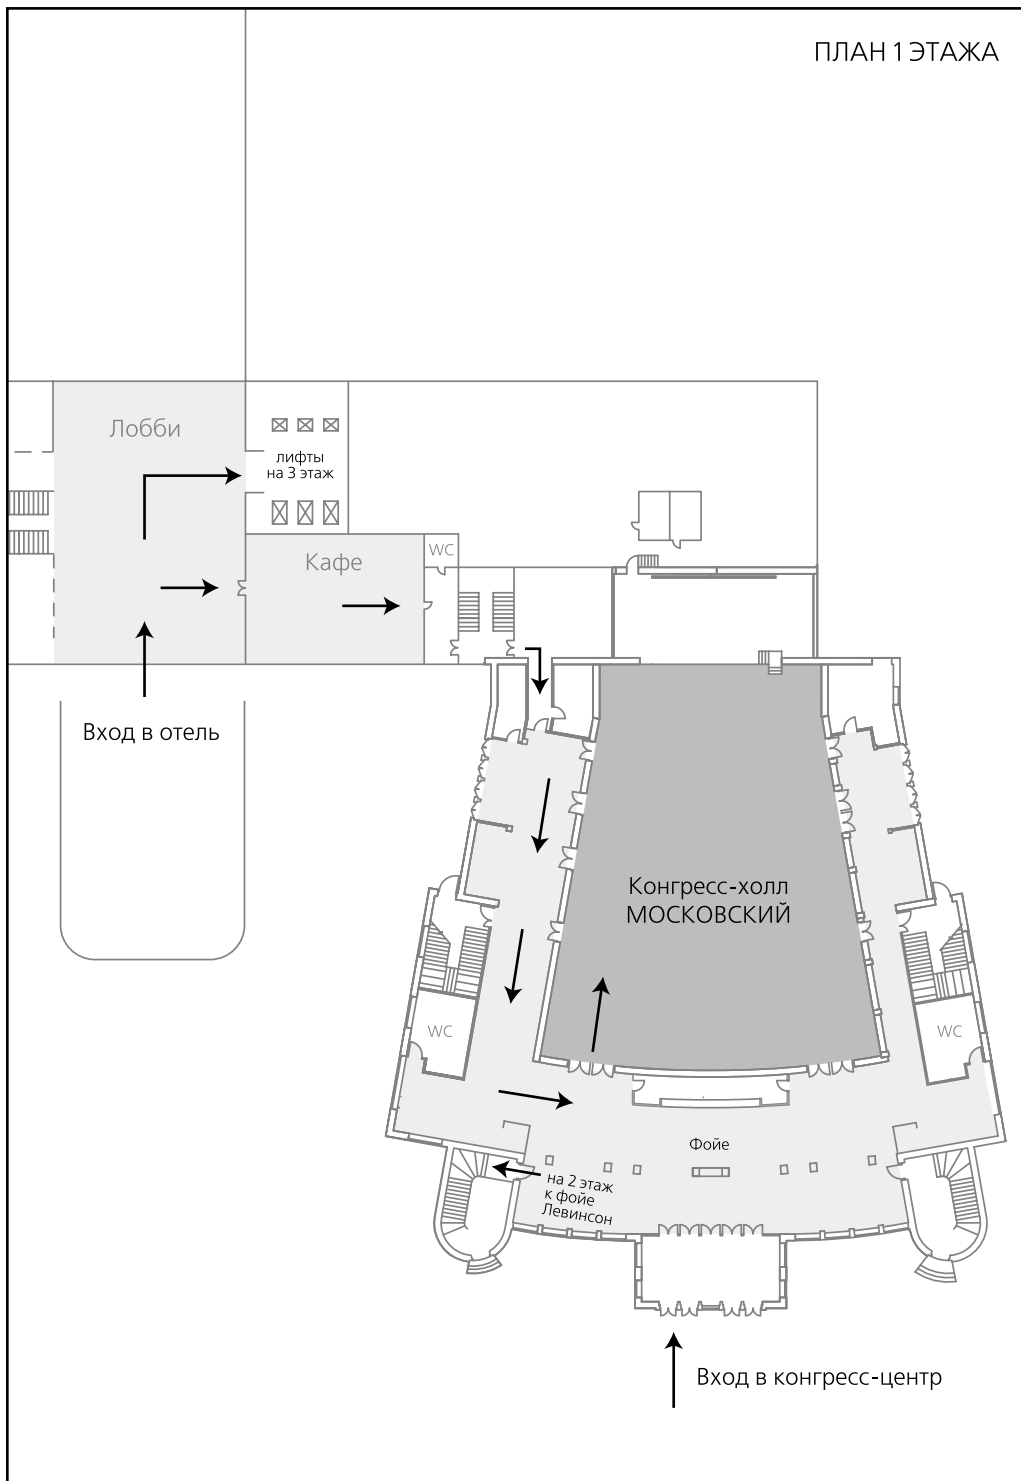 ПЛАН 1 ЭТАЖА
Лобби
лифты
на 3 этаж
Кафе
WC
Вход в отель
Конгресс-холл
МОСКОВСКИЙ
WC
WC
Фойе
на 2 этаж
к фойе
Левинсон
Вход в конгресс-центр